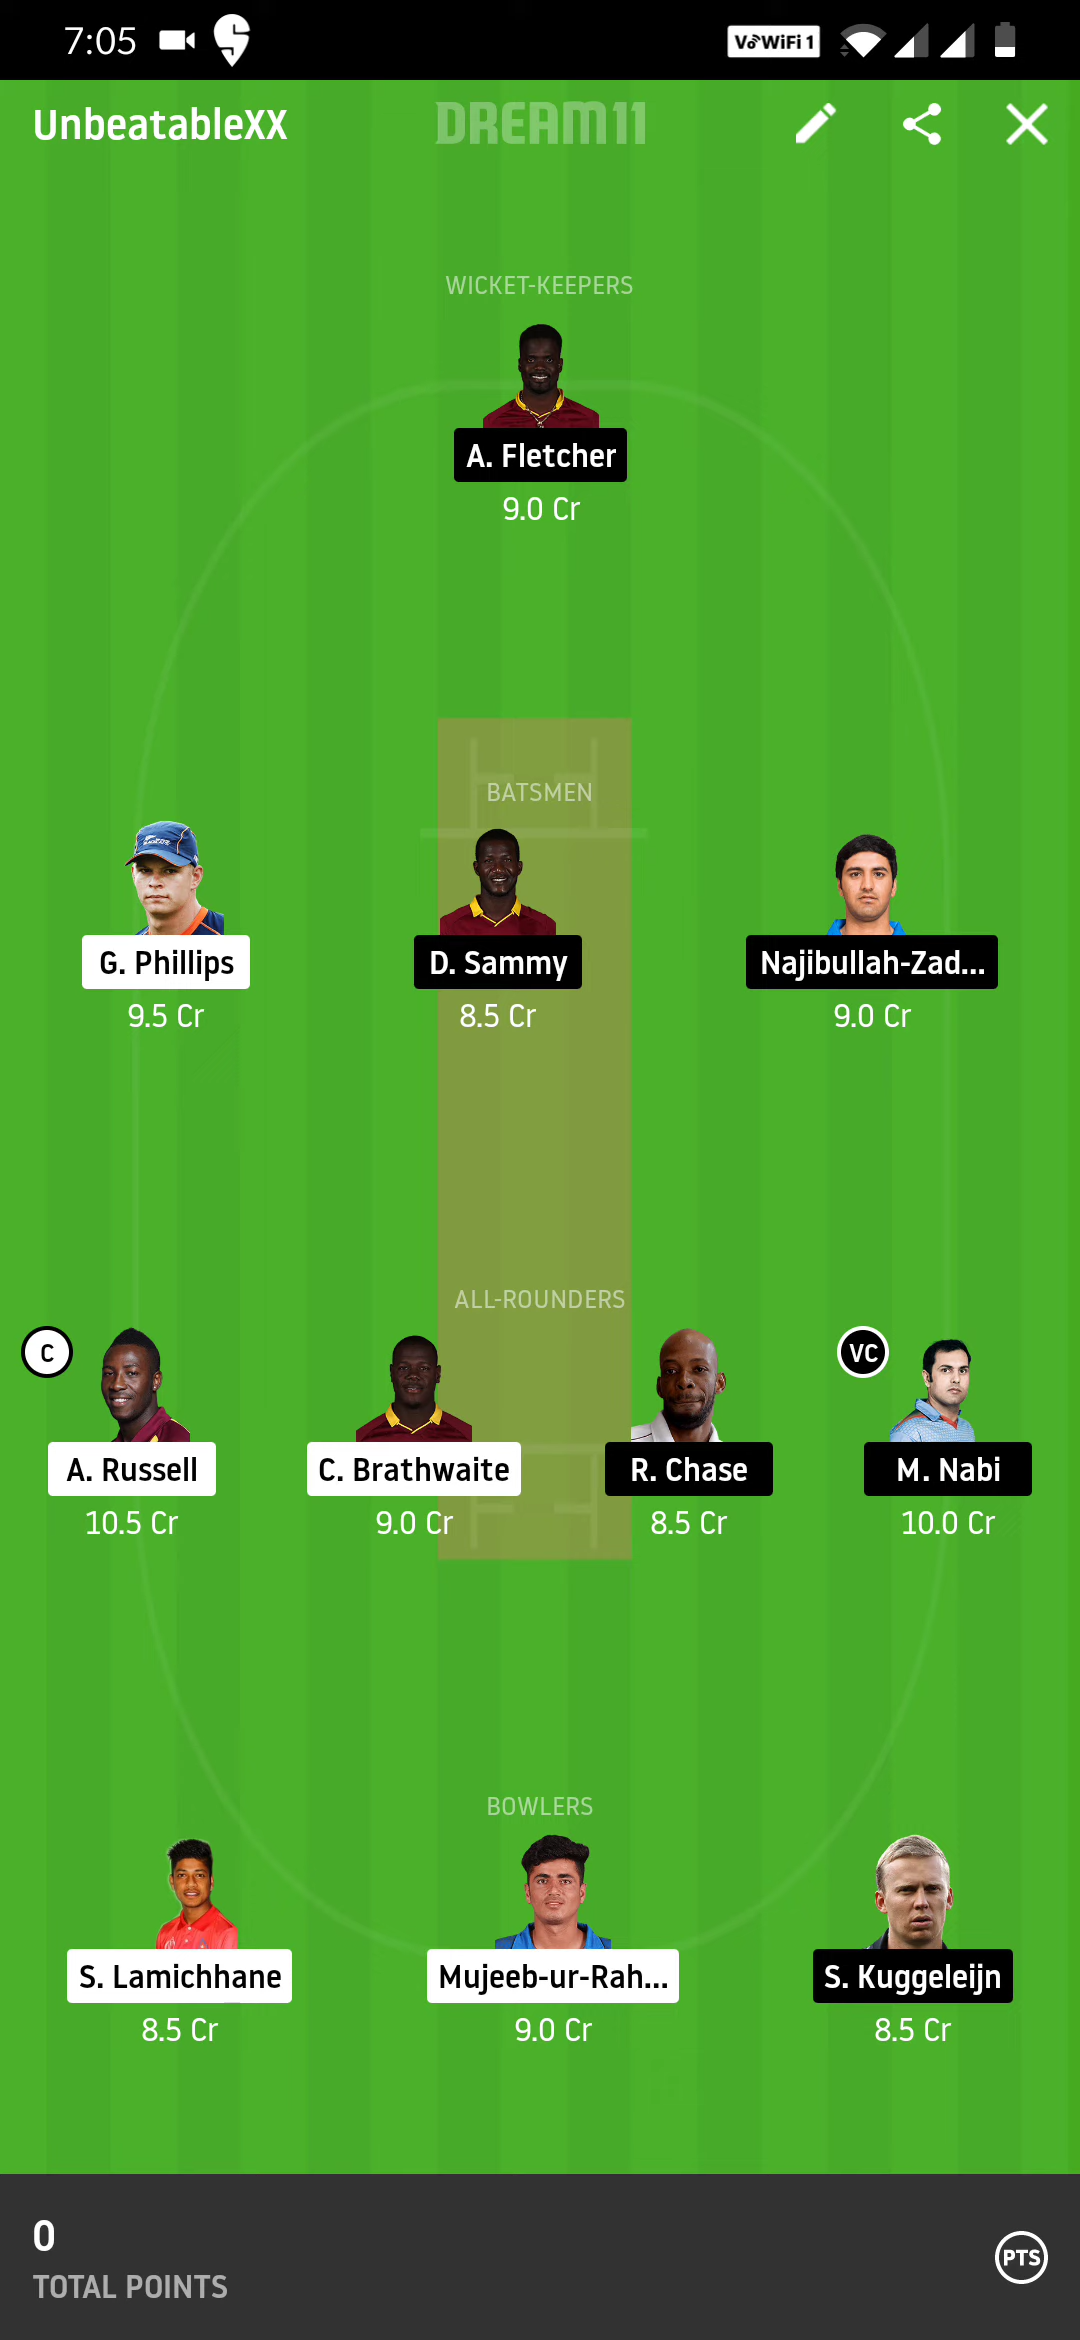 7:05 VoWiFi 1
UnbeatableXX DREAM11
WICKET-KEEPERS
A. Fletcher
9.0 Cr
BATSMEN
G. Phillips D. Sammy Najibullah-Zad...
9.5 Cr 8.5 Cr 9.0 Cr
ALL-ROUNDERS
C VC
A. Russell C. Brathwaite R. Chase M. Nabi
10.5 Cr 9.0 Cr 8.5 Cr 10.0 Cr
BOWLERS
S. Lamichhane Mujeeb-ur-Rah... S. Kuggeleijn
8.5 Cr 9.0 Cr 8.5 Cr
0
TOTAL POINTS PTS